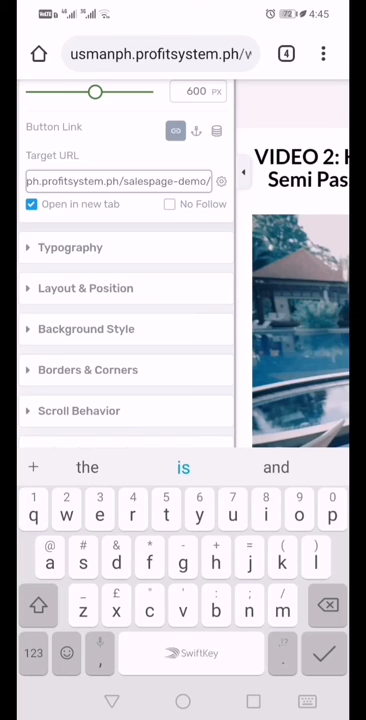 4:45
usmanph.profitsystem.ph/w
4
600 PX
Button Link
Target URL
ph.profitsystem.ph/salespage-demo/
Open in new tab
No Follow
VIDEO 2: H
Semi Pas
Typography
Layout & Position
Background Style
Borders & Corners
Scroll Behavior
+ the is and
1 2 3 4 5 6 7 8 9 0
q w e r t y u i o p
@ # & * - + = ( )
a s d f g h j k l
_ £ " ' : ; /
z x c v b n m
123 , SwiftKey ,!? .